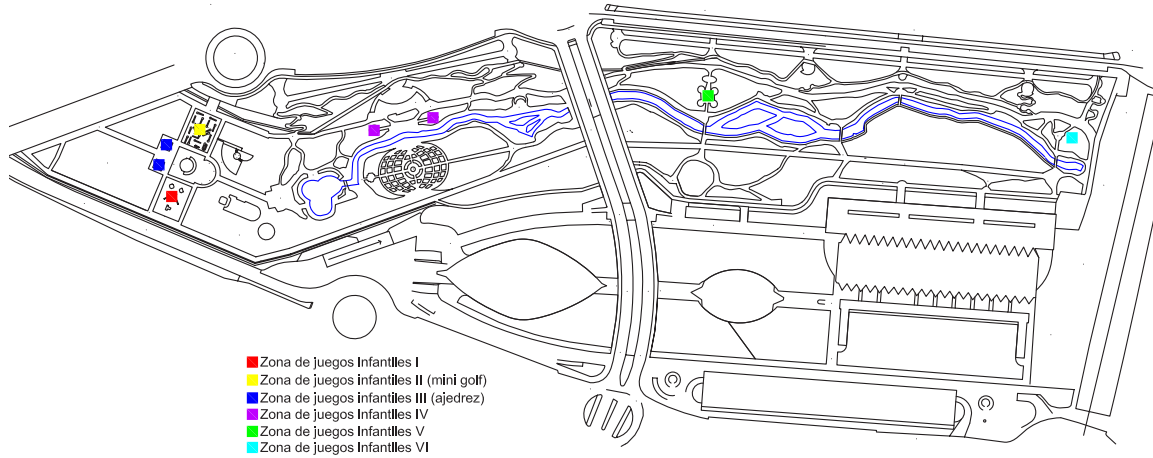 Zona de juegos Infantiles I
Zona de juegos infantiles II (mini golf)
Zona de juegos infantiles III (ajedrez)
Zona de juegos Infantiles IV
Zona de juegos Infantiles V
Zona de juegos Infantiles VI